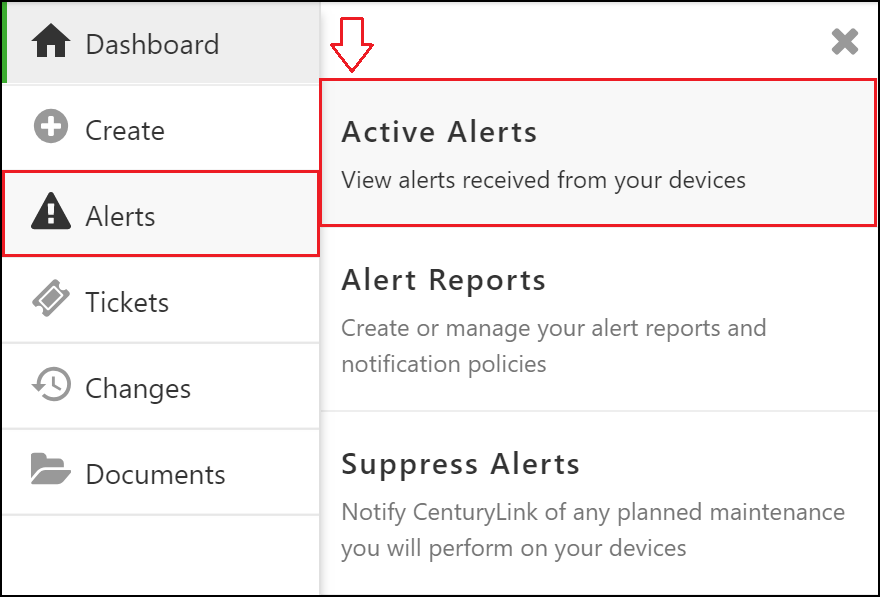 Dashboard
Create
Alerts
Tickets
Changes
Documents
Active Alerts
View alerts received from your devices
Alert Reports
Create or manage your alert reports and
notification policies
Suppress Alerts
Notify CenturyLink of any planned maintenance
you will perform on your devices